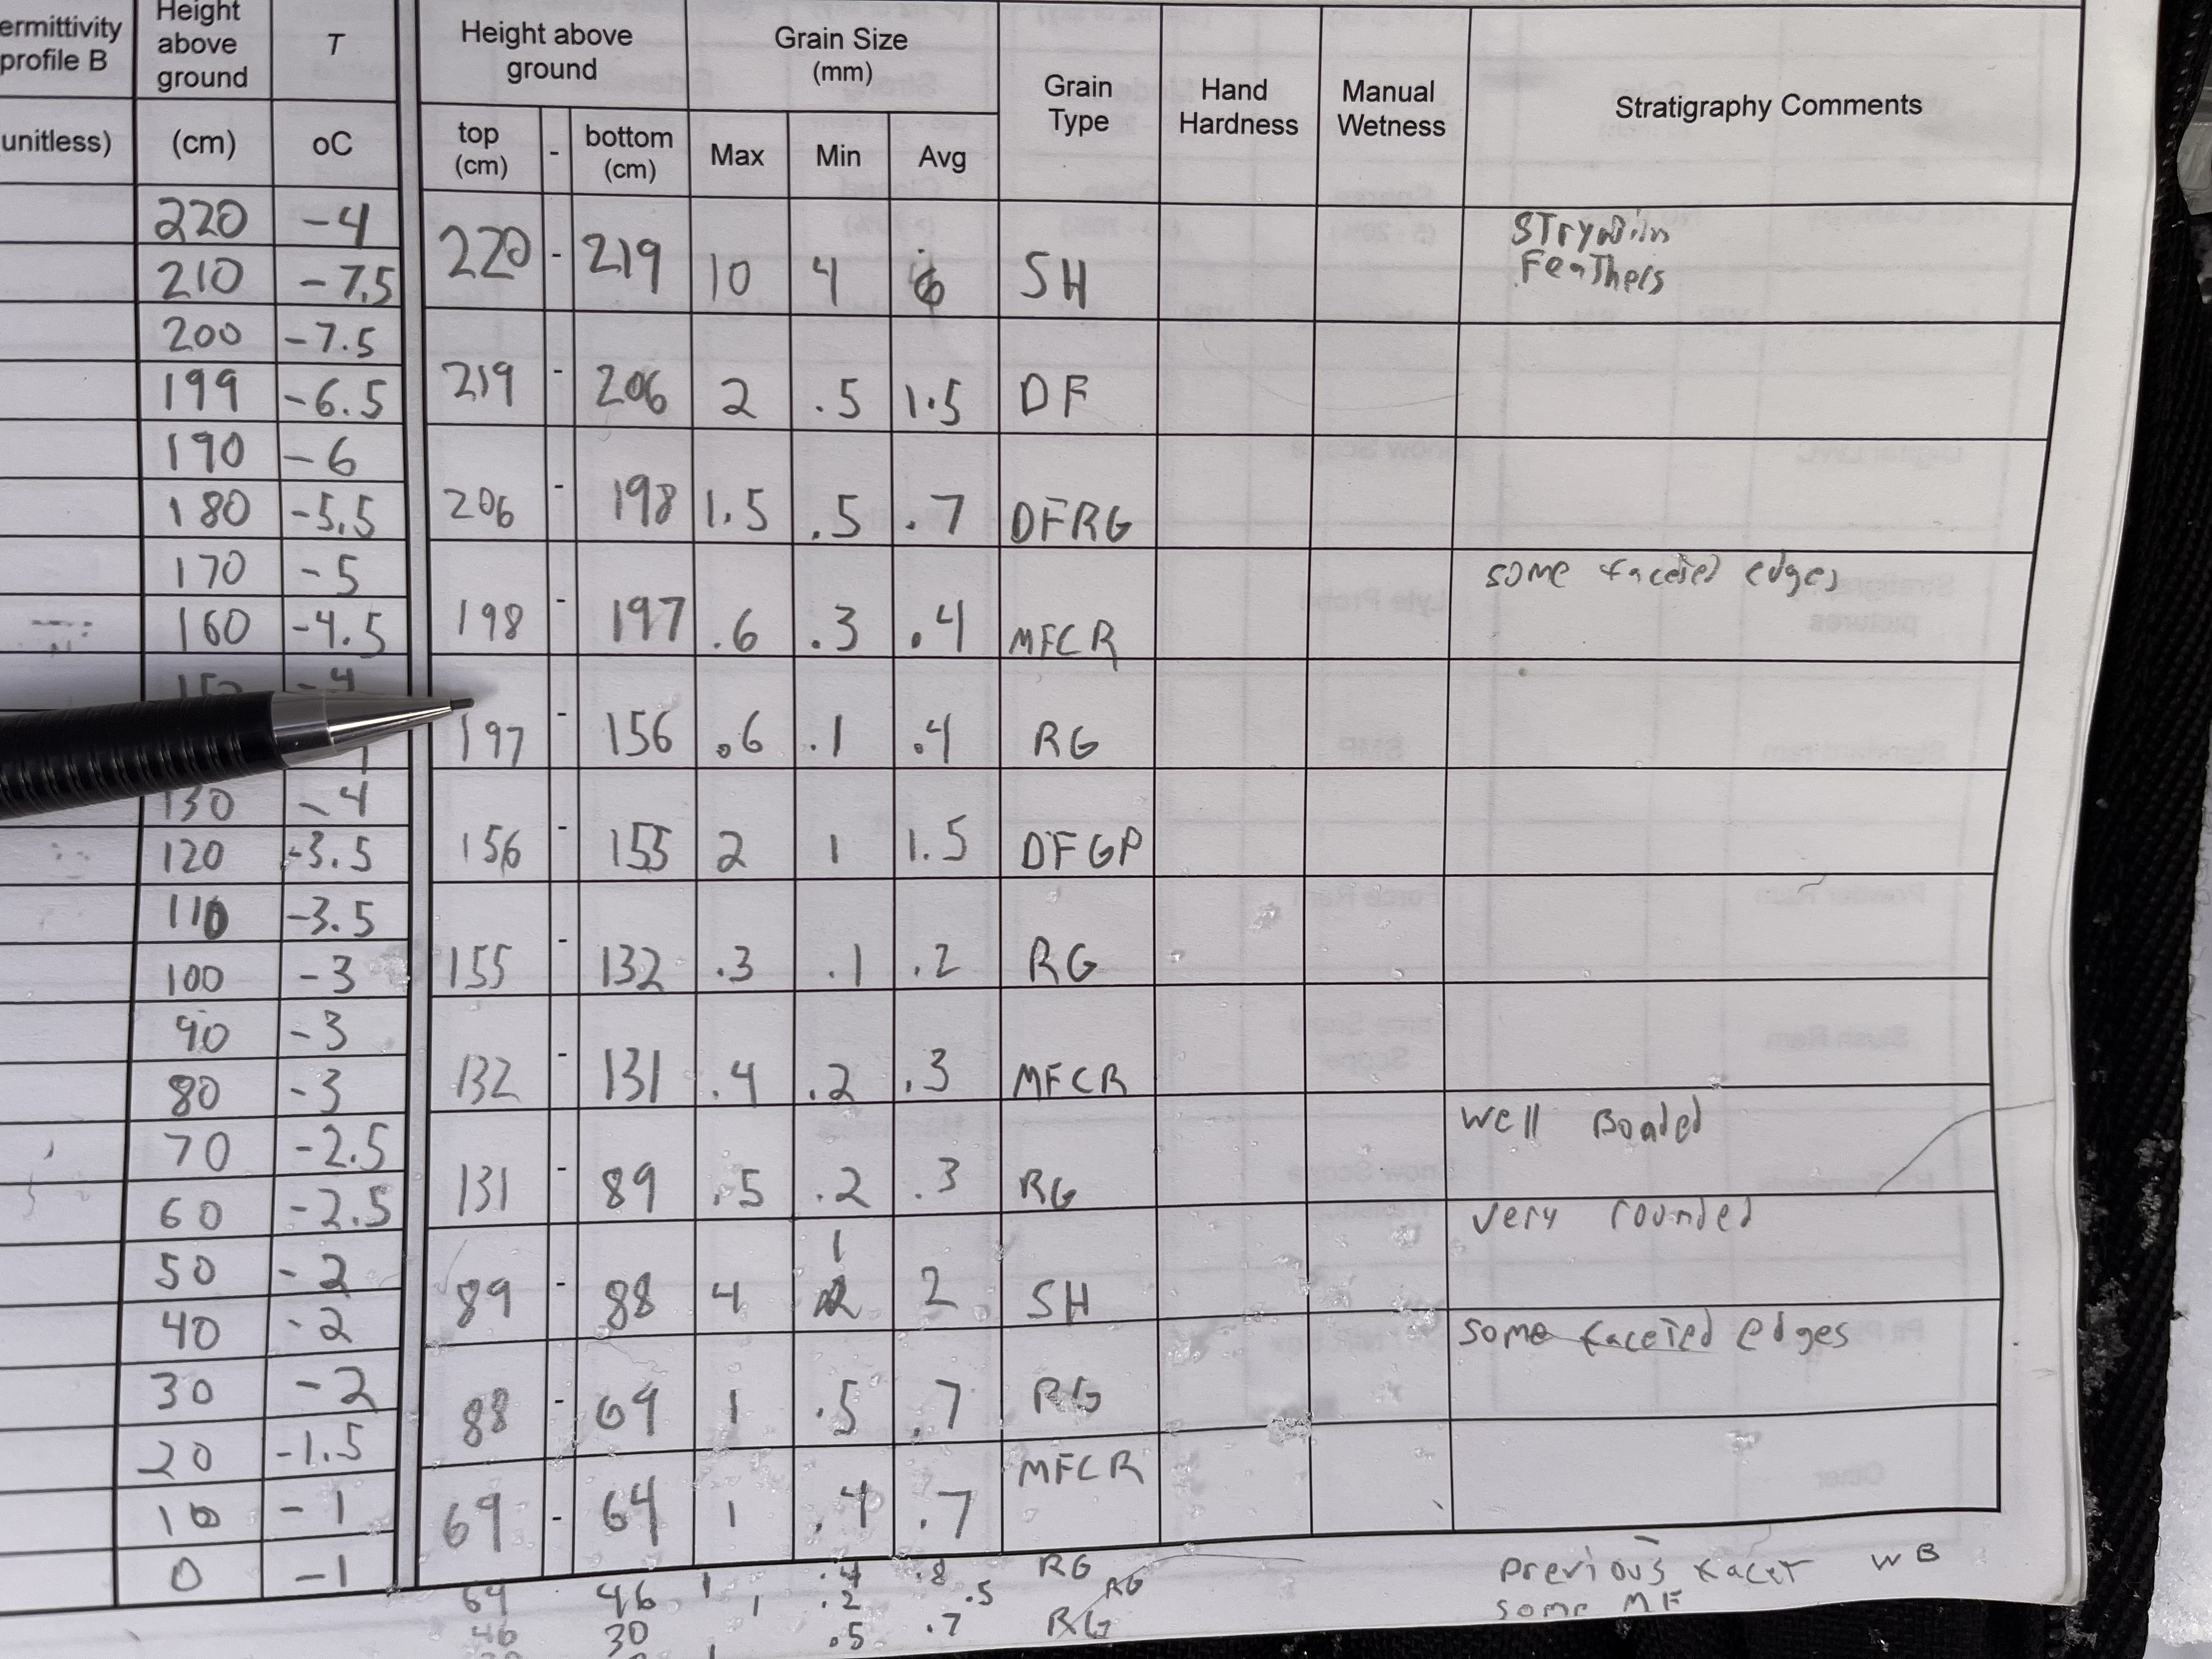 ermittivity profile B unitless)
Height above ground (cm) | T oC | Height above ground | Grain Size (mm) | Grain Type | Hand Hardness | Manual Wetness | Stratigraphy Comments
top (cm) - bottom (cm) | Max | Min | Avg
220 -4
210 -7.5
200 -7.5
199 -6.5
190 -6
180 -5.5
170 -5
160 -4.5
130 -4
120 -3.5
110 -3.5
100 -3
90 -3
80 -3
70 -2.5
60 -2.5
50 -2
40 -2
30 -2
20 -1.5
10 -1
0 -1
220 - 219 10 4 SH Feathers
219 - 206 2 .5 1.5 DF
206 - 198 1.5 .5 .7 DFRG some faceted edges
198 - 197 .6 .3 .4 MFCR
197 - 156 .6 .1 .4 RG
156 - 155 2 1 1.5 DFGP
155 - 132 .3 .1 .2 RG
132 - 131 .4 .2 .3 MFCR well Boded
131 - 89 .5 .2 .3 RG very rounded
89 - 88 4 1 2 SH
88 - 69 1 .5 .7 RG some faceted edges
69 - 64 1 .4 .7 MFCR
64 46 1 .4 .8 RG previous facet WB
46 30 1 .2 .5 RG some MF
.5 .7 RG